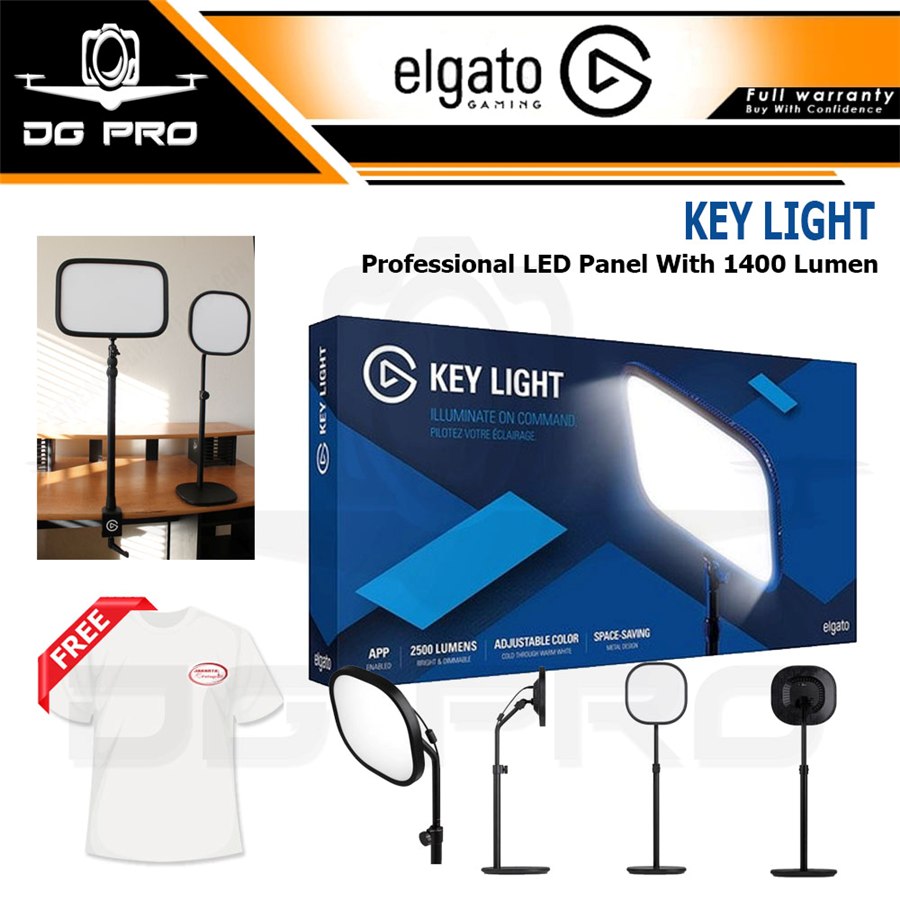 DG PRO
elgato
GAMING
Full warranty
Buy With Confidence
KEY LIGHT
Professional LED Panel With 1400 Lumen
KEY LIGHT
KEY LIGHT
ILLUMINATE ON COMMAND.
PILOTEZ VOTRE ÉCLAIRAGE.
APP
ENABLED
2500 LUMENS
BRIGHT & DIMMABLE
ADJUSTABLE COLOR
COLD THROUGH WARM WHITE
SPACE-SAVING
METAL DESIGN
elgato
elgato
FREE
DG PRO